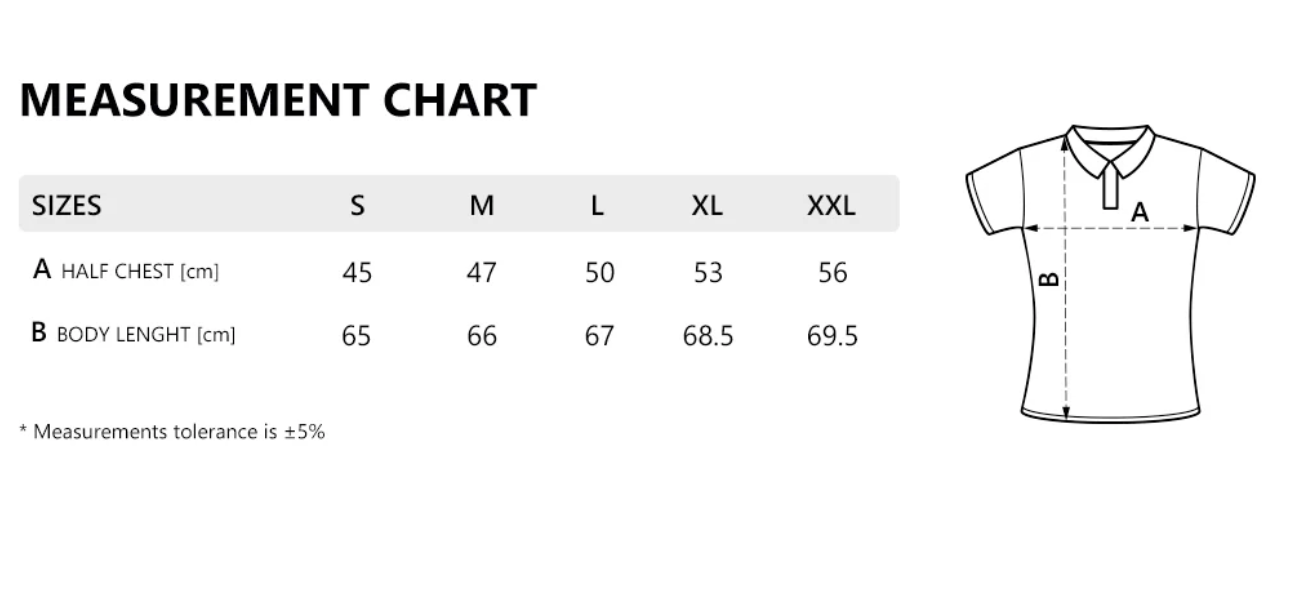 MEASUREMENT CHART
SIZES S M L XL XXL
A HALF CHEST [cm] 45 47 50 53 56
B BODY LENGHT [cm] 65 66 67 68.5 69.5
* Measurements tolerance is ±5%
A
B